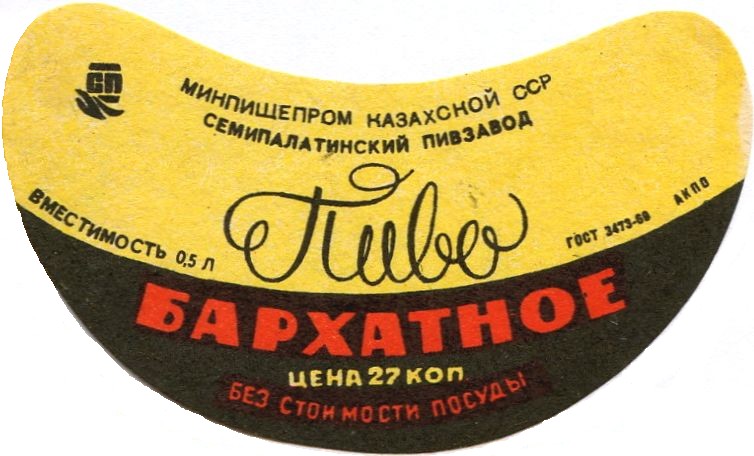 СП
МИНПИЩЕПРОМ КАЗАХСКОЙ ССР
СЕМИПАЛАТИНСКИЙ ПИВЗАВОД
Пиво
ВМЕСТИМОСТЬ 0,5 Л
ГОСТ 3473-69
АКПО
БАРХАТНОЕ
ЦЕНА 27 КОП
БЕЗ СТОИМОСТИ ПОСУДЫ